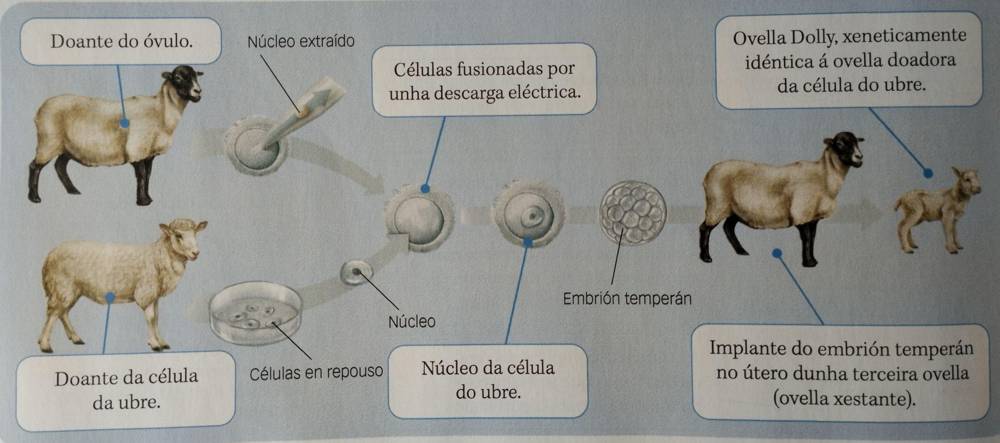 Doante do óvulo.
Núcleo extraído
Células fusionadas por
unha descarga eléctrica.
Ovella Dolly, xeneticamente
idéntica á ovella doadora
da célula do ubre.
Doante da célula
da ubre.
Células en repouso
Núcleo
Núcleo da célula
do ubre.
Embrión temperán
Implante do embrión temperán
no útero dunha terceira ovella
(ovella xestante).